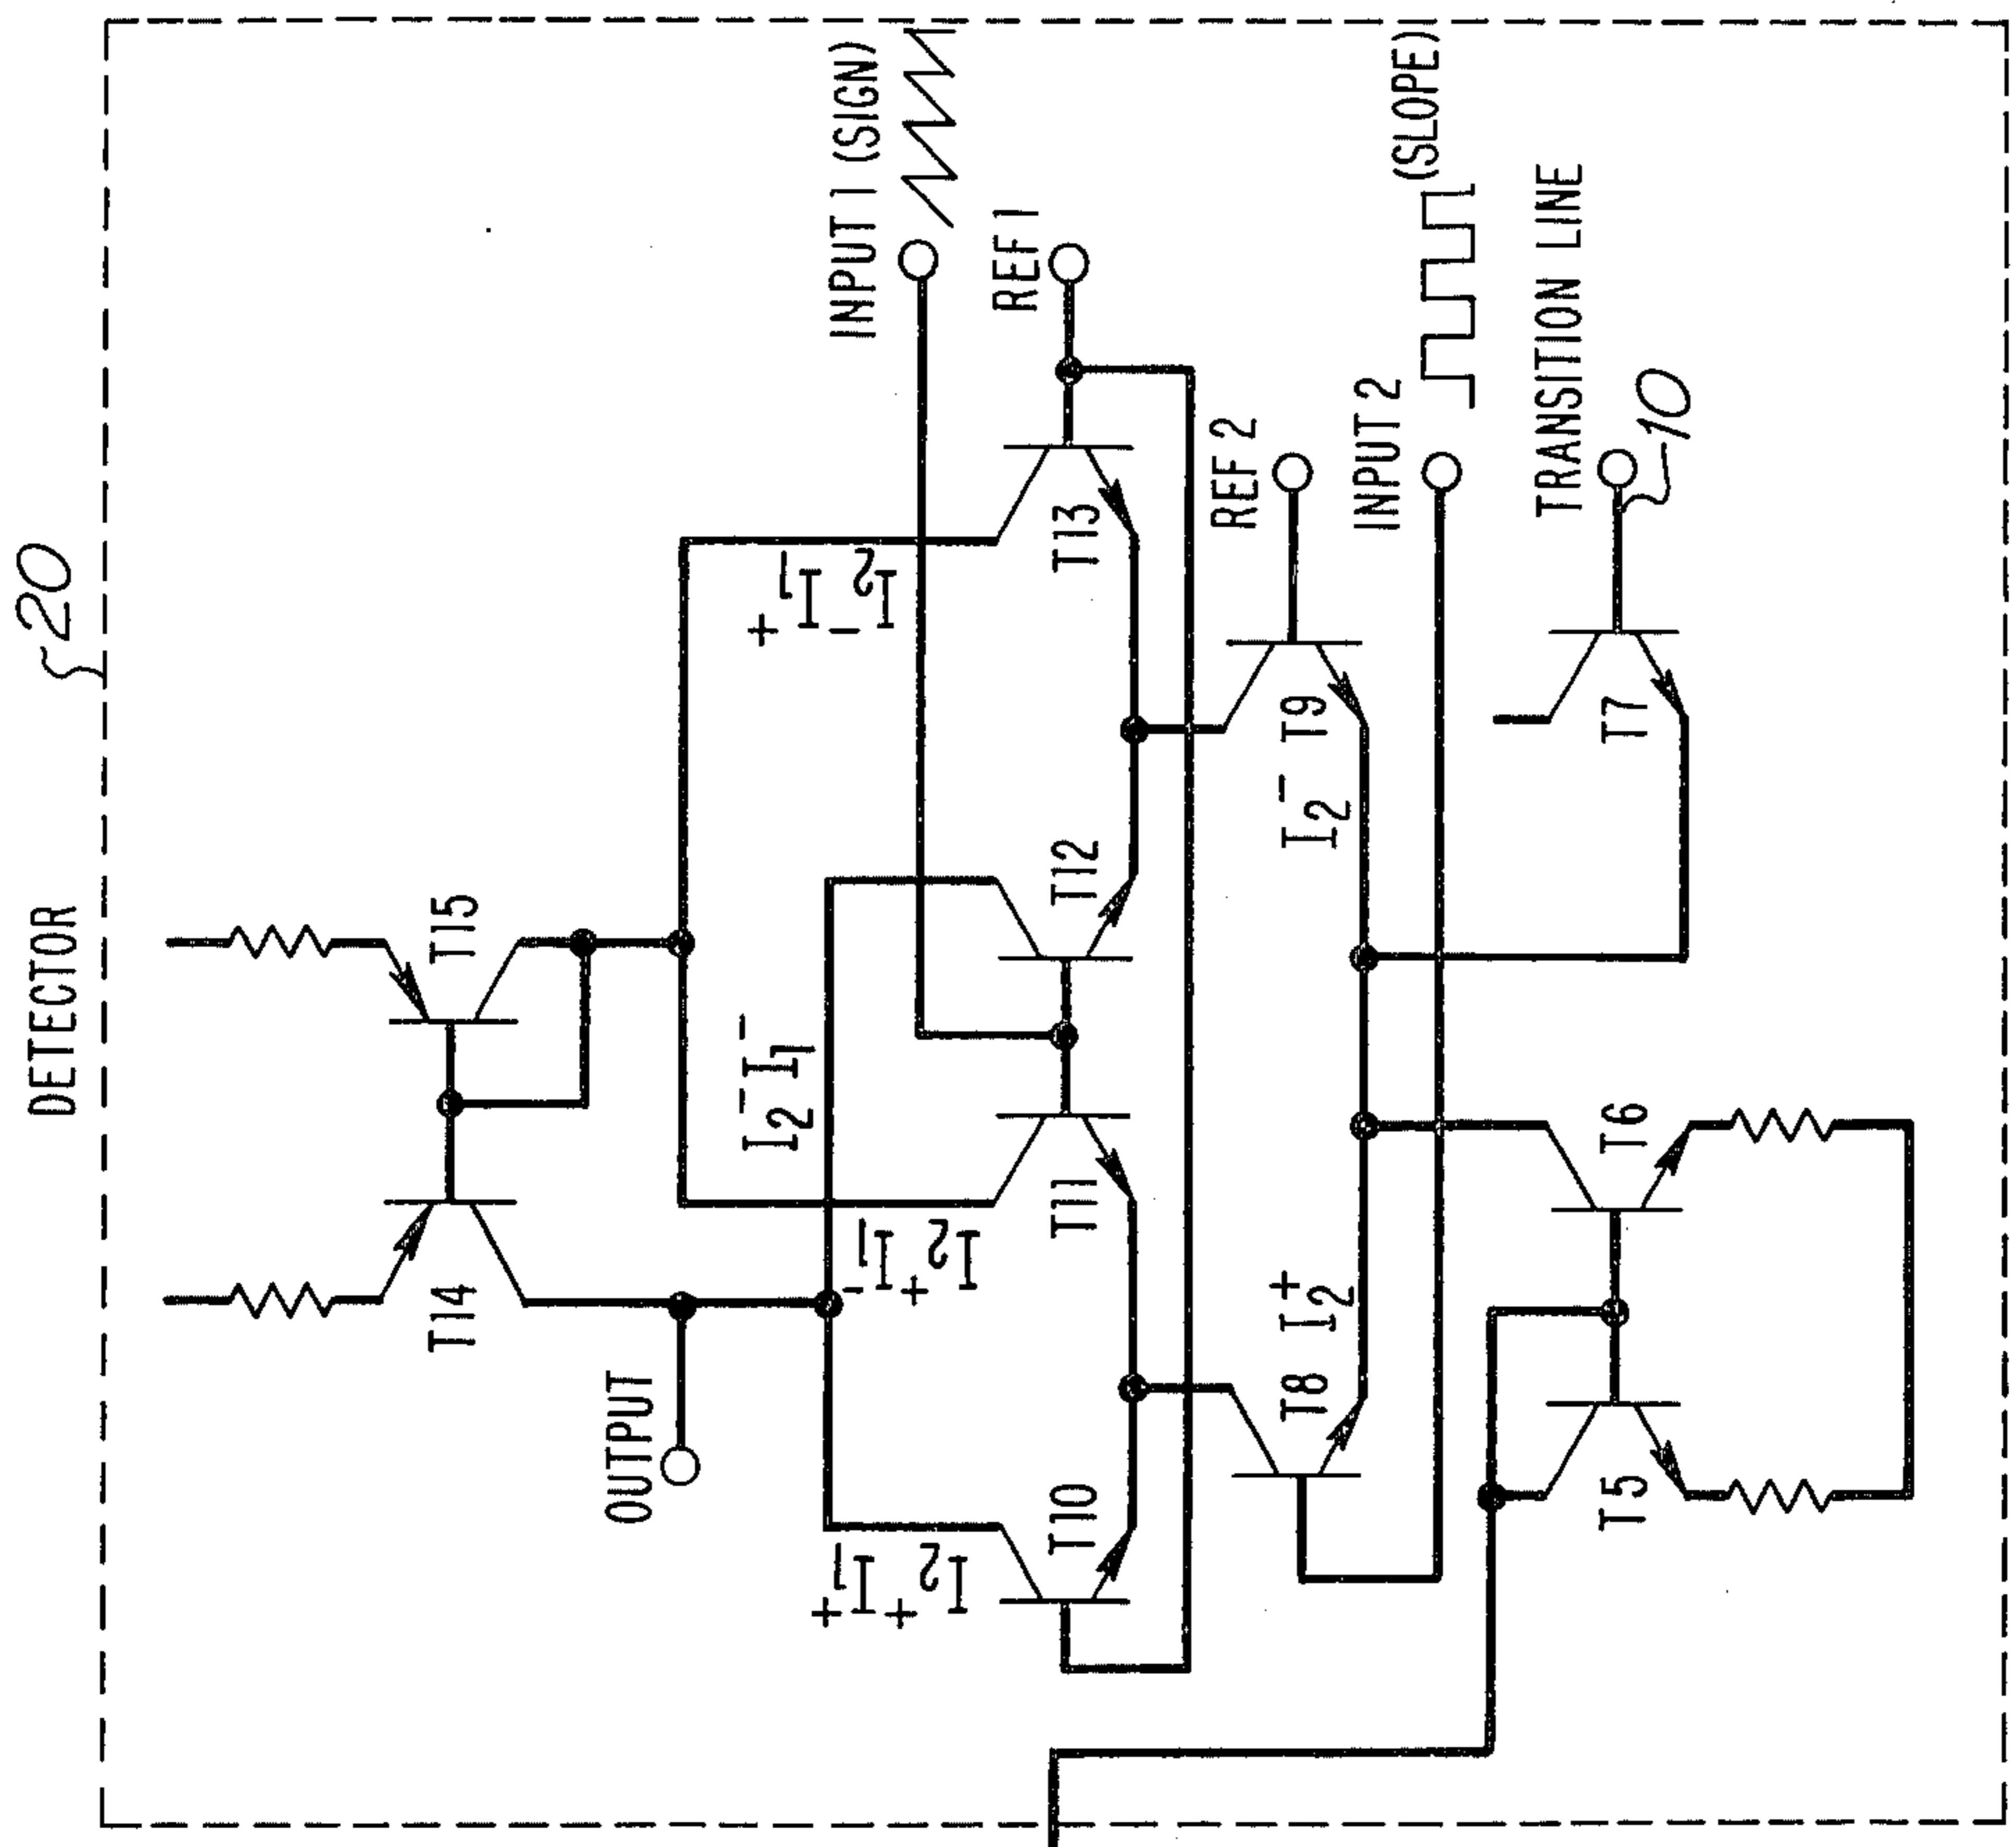 DETECTOR
20
T14
T15
OUTPUT
I2+ I1+
I2+ I1-
I2- I1-
I2- I1+
INPUT 1 (SIGN)
REF 1
T10
T11
T12
T13
T8
I2+
I2-
T9
REF 2
INPUT 2
(SLOPE)
T5
T6
T7
TRANSITION LINE
10